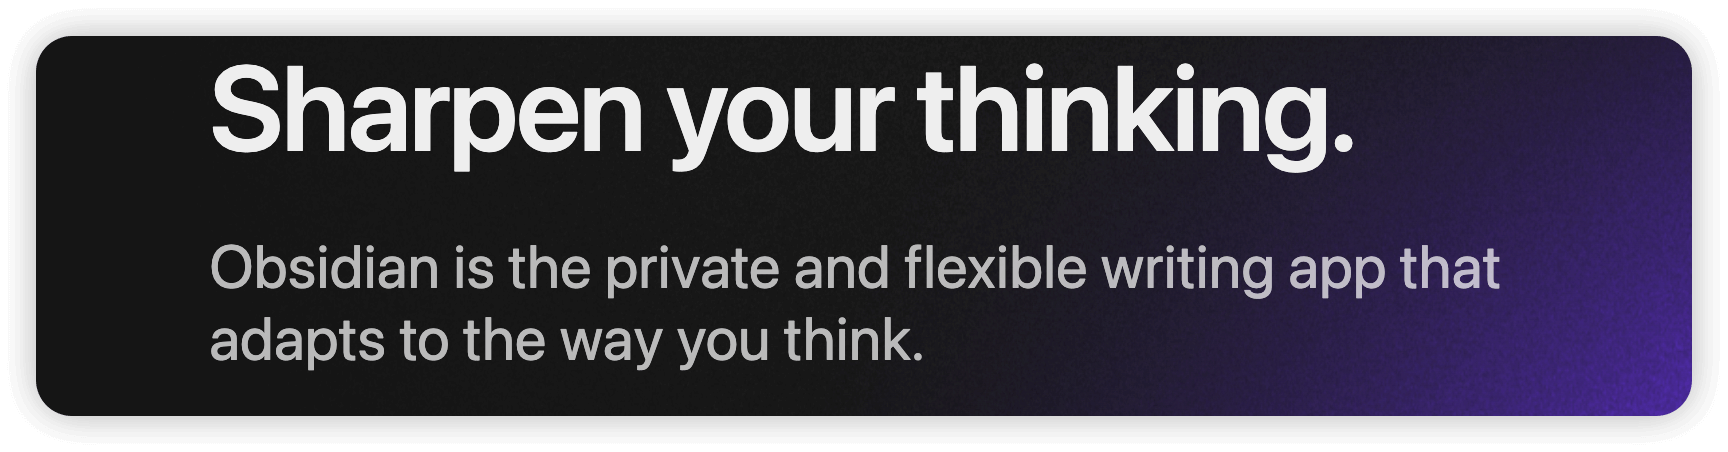 Sharpen your thinking.
Obsidian is the private and flexible writing app that
adapts to the way you think.